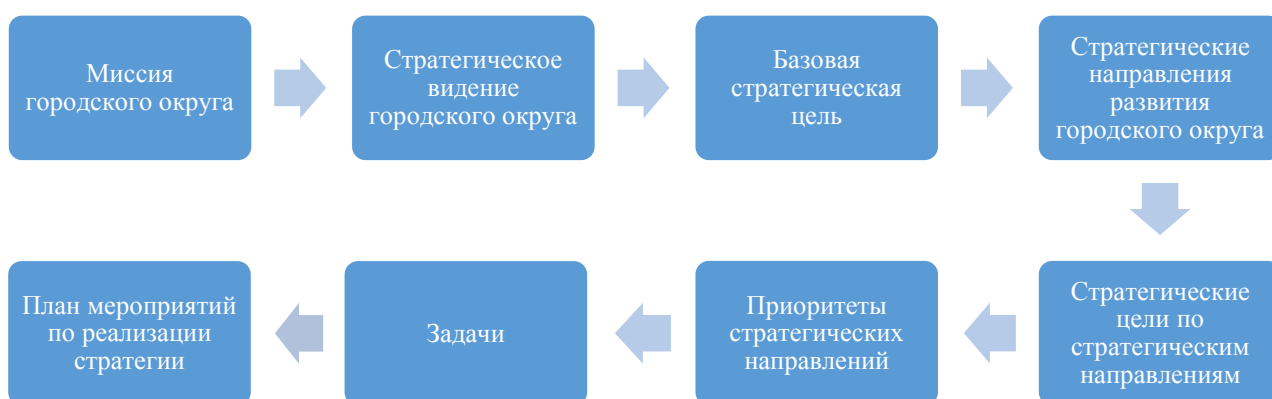 Миссия
городского округа
Стратегическое
видение
городского округа
Базовая
стратегическая
цель
Стратегические
направления
развития
городского округа
Стратегические
цели по
стратегическим
направлениям
Приоритеты
стратегических
направлений
Задачи
План мероприятий
по реализации
стратегии